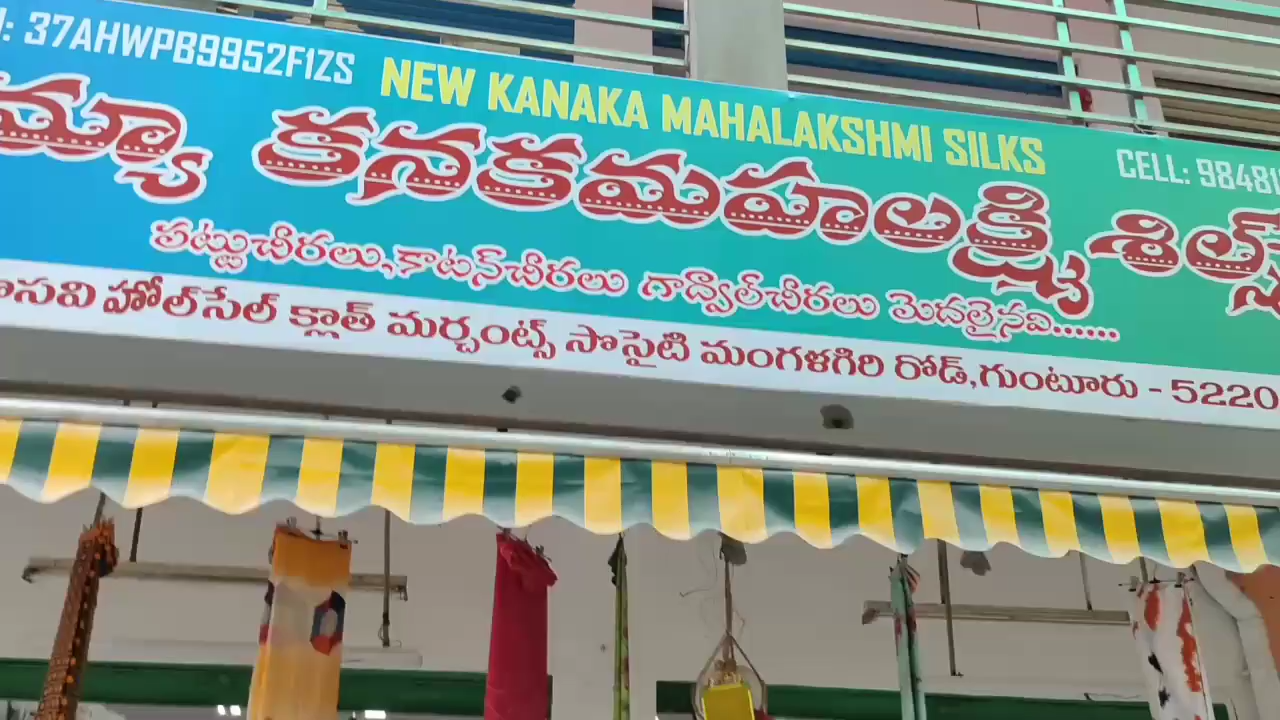 : 37AHWPB9952F1ZS NEW KANAKA MAHALAKSHMI SILKS CELL: 9848
న్యూ కనకమహాలక్ష్మి శిల్క్స్
పట్టుచీరలు,కాటన్‌చీరలు గాద్వాల్‌చీరలు మొదలైనవి......
వాసవి హోల్‌సేల్ క్లాత్ మర్చంట్స్ సొసైటి మంగళగిరి రోడ్,గుంటూరు - 5220